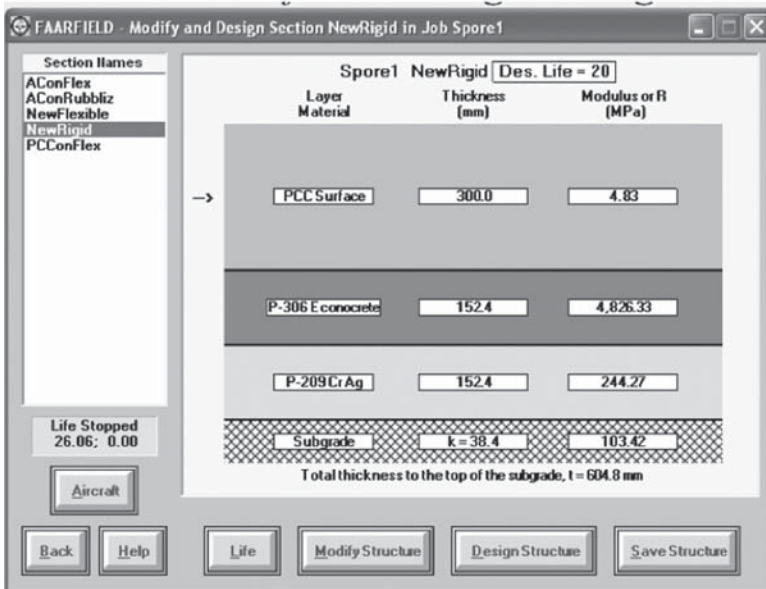 FAARFIELD - Modify and Design Section NewRigid in Job Spore1
Section Names
AConFlex
AConRubbliz
NewFlexible
NewRigid
PCConFlex
Spore1 NewRigid Des. Life = 20
Layer Material Thickness (mm) Modulus or R (MPa)
--> PCC Surface 300.0 4.83
P-306 Econocrete 152.4 4,826.33
P-209 Cr Ag 152.4 244.27
Subgrade k = 38.4 103.42
Total thickness to the top of the subgrade, t = 604.8 mm
Life Stopped
26.06; 0.00
Aircraft
Back Help Life Modify Structure Design Structure Save Structure